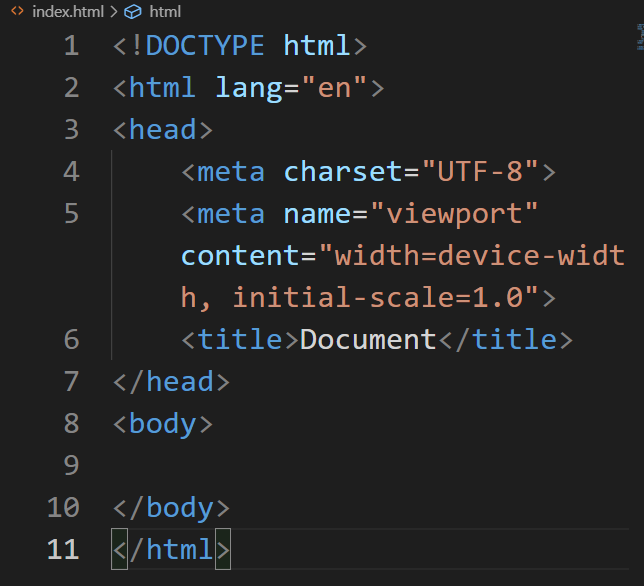 index.html > html
1 <!DOCTYPE html>
2 <html lang="en">
3 <head>
4     <meta charset="UTF-8">
5     <meta name="viewport"
    content="width=device-widt
    h, initial-scale=1.0">
6     <title>Document</title>
7 </head>
8 <body>
9
10 </body>
11 </html>